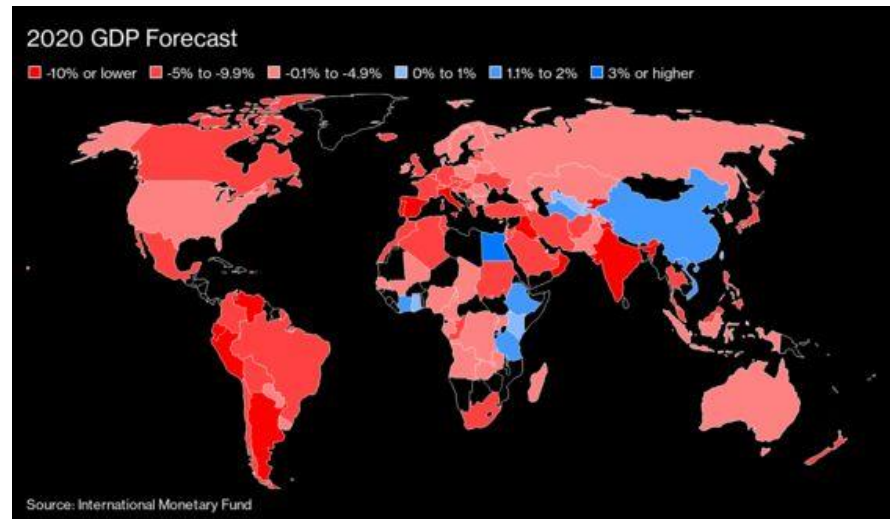 2020 GDP Forecast
-10% or lower -5% to -9.9% -0.1% to -4.9% 0% to 1% 1.1% to 2% 3% or higher
Source: International Monetary Fund